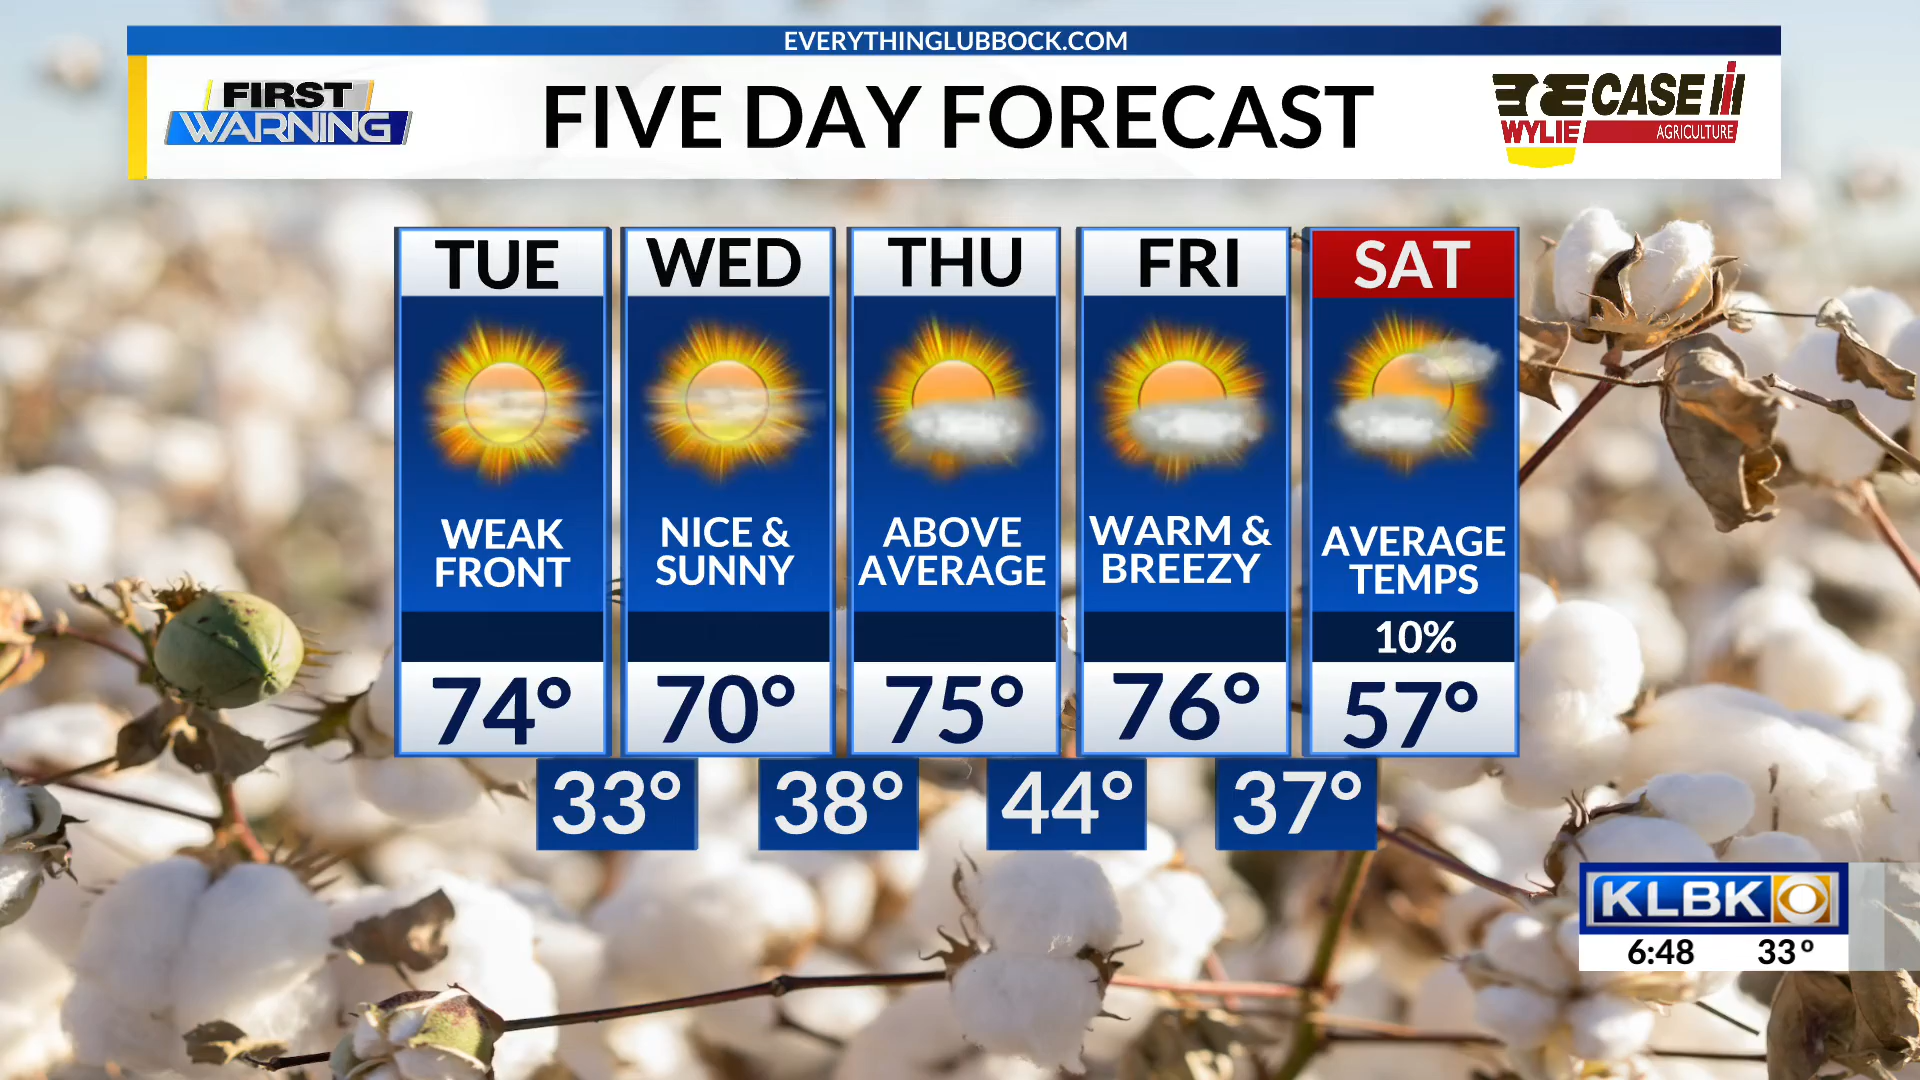 EVERYTHINGLUBBOCK.COM
FIRST
WARNING
FIVE DAY FORECAST
WYLIE
CASE III
AGRICULTURE
TUE
WED
THU
FRI
SAT
WEAK
FRONT
NICE &
SUNNY
ABOVE
AVERAGE
WARM &
BREEZY
AVERAGE
TEMPS
10%
74°
70°
75°
76°
57°
33°
38°
44°
37°
KLBK
6:48 33°